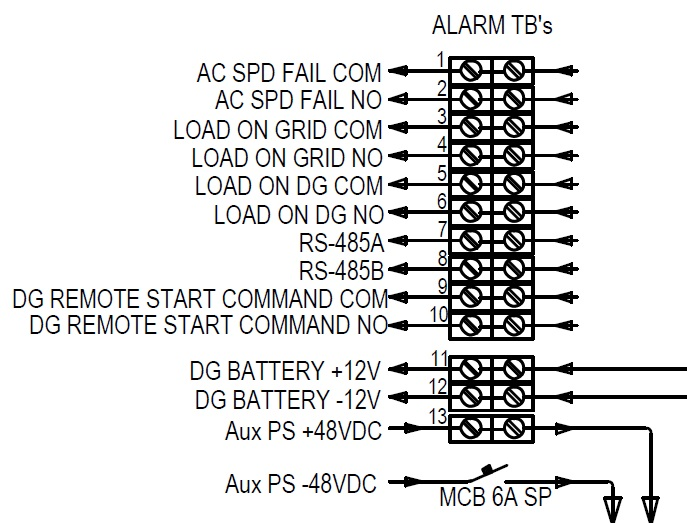 ALARM TB's
1
AC SPD FAIL COM
2
AC SPD FAIL NO
3
LOAD ON GRID COM
4
LOAD ON GRID NO
5
LOAD ON DG COM
6
LOAD ON DG NO
7
RS-485A
8
RS-485B
9
DG REMOTE START COMMAND COM
10
DG REMOTE START COMMAND NO
11
DG BATTERY +12V
12
DG BATTERY -12V
13
Aux PS +48VDC
Aux PS -48VDC
MCB 6A SP